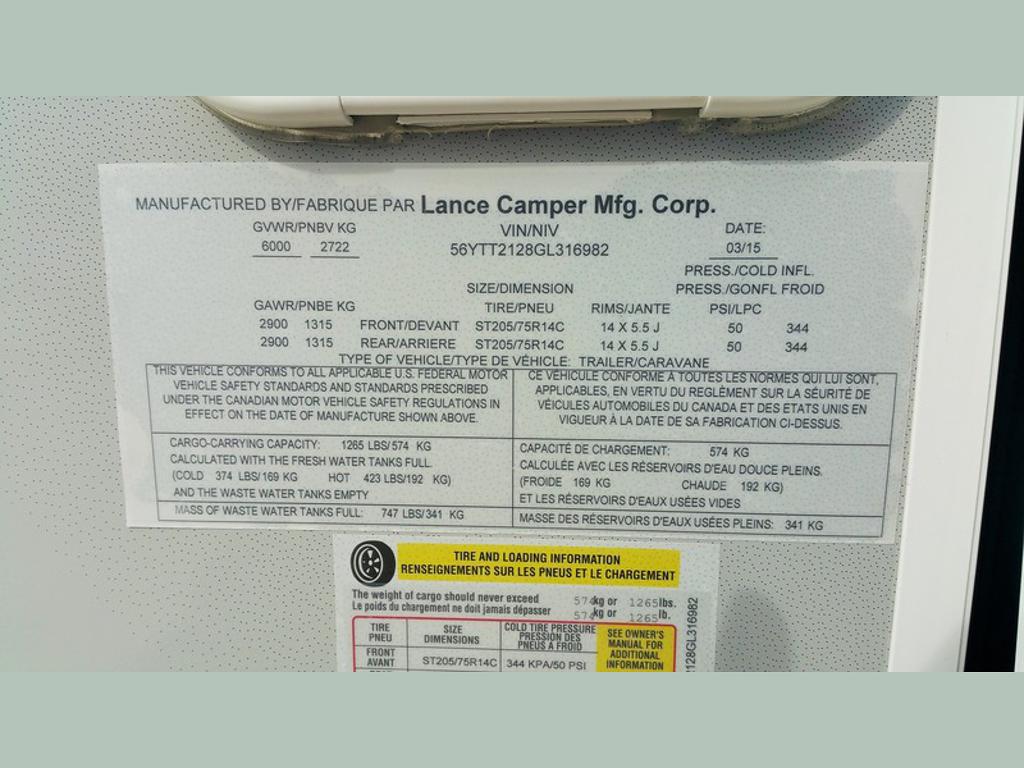 MANUFACTURED BY/FABRIQUE PAR Lance Camper Mfg. Corp.
GVWR/PNBV KG VIN/NIV DATE:
6000 2722 56YTT2128GL316982 03/15
PRESS./COLD INFL.
SIZE/DIMENSION PRESS./GONFL FROID
GAWR/PNBE KG TIRE/PNEU RIMS/JANTE PSI/LPC
2900 1315 FRONT/DEVANT ST205/75R14C 14 X 5.5 J 50 344
2900 1315 REAR/ARRIERE ST205/75R14C 14 X 5.5 J 50 344
TYPE OF VEHICLE/TYPE DE VÉHICLE: TRAILER/CARAVANE
THIS VEHICLE CONFORMS TO ALL APPLICABLE U.S. FEDERAL MOTOR
VEHICLE SAFETY STANDARDS AND STANDARDS PRESCRIBED
UNDER THE CANADIAN MOTOR VEHICLE SAFETY REGULATIONS IN
EFFECT ON THE DATE OF MANUFACTURE SHOWN ABOVE.
CE VÉHICULE CONFORME À TOUTES LES NORMES QUI LUI SONT,
APPLICABLES, EN VERTU DU REGLEMENT SUR LA SÉURITÉ DE
VÉICULES AUTOMOBILES DU CANADA ET DES ETATS UNIS EN
VIGUEUR À LA DATE DE SA FABRICATION CI-DESSUS.
CARGO-CARRYING CAPACITY: 1265 LBS/574 KG
CALCULATED WITH THE FRESH WATER TANKS FULL.
(COLD 374 LBS/169 KG HOT 423 LBS/192 KG)
AND THE WASTE WATER TANKS EMPTY
CAPACITÉ DE CHARGEMENT: 574 KG
CALCULÉE AVEC LES RÉSERVOIRS D'EAU DOUCE PLEINS.
(FROIDE 169 KG CHAUDE 192 KG)
ET LES RÉSERVOIRS D'EAUX USÉES VIDES
MASS OF WASTE WATER TANKS FULL: 747 LBS/341 KG
MASSE DES RÉSERVOIRS D'EAUX USÉES PLEINS: 341 KG
TIRE AND LOADING INFORMATION
RENSEIGNEMENTS SUR LES PNEUS ET LE CHARGEMENT
The weight of cargo should never exceed 574 kg or 1265 lbs.
Le poids du chargement ne doit jamais dépasser 574 kg or 1265 lb.
TIRE
PNEU
SIZE
DIMENSIONS
COLD TIRE PRESSURE
PRESSION DES
PNEUS A FROID
SEE OWNER'S
MANUAL FOR
ADDITIONAL
INFORMATION
FRONT
AVANT
ST205/75R14C
344 KPA/50 PSI
128GL316982